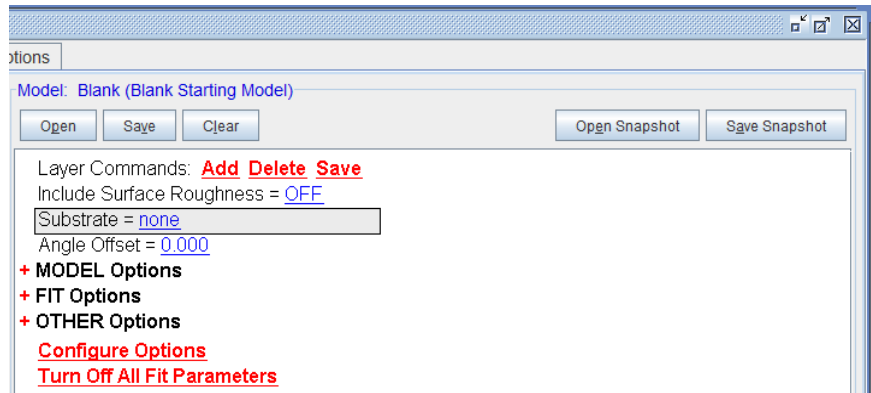 otions
Model: Blank (Blank Starting Model)
Open Save Clear Open Snapshot Save Snapshot
Layer Commands: Add Delete Save
Include Surface Roughness = OFF
Substrate = none
Angle Offset = 0.000
+ MODEL Options
+ FIT Options
+ OTHER Options
Configure Options
Turn Off All Fit Parameters